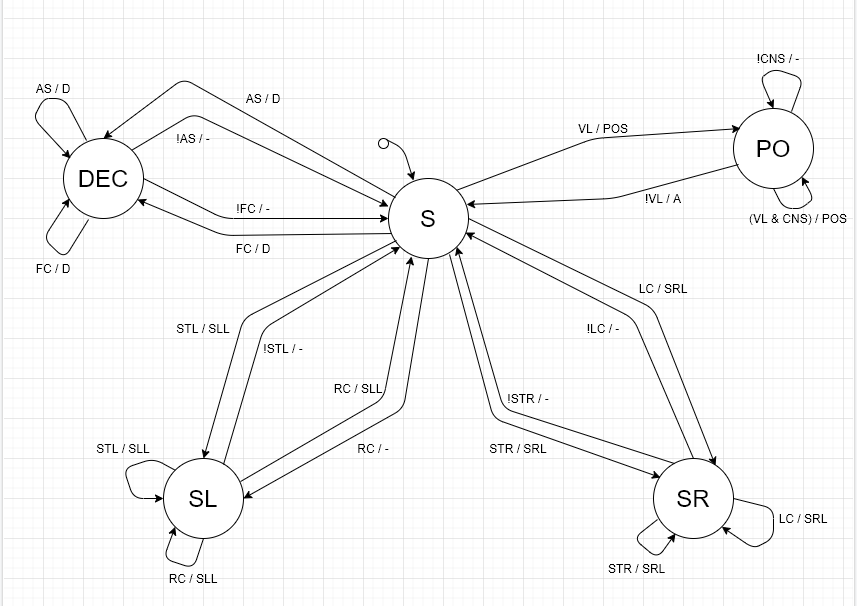 !CNS / -
AS / D
AS / D
VL / POS
!AS / -
PO
DEC
!VL / A
!FC / -
S
(VL & CNS) / POS
FC / D
FC / D
LC / SRL
STL / SLL
!LC / -
!STL / -
RC / SLL
!STR / -
STL / SLL
RC / -
STR / SRL
SL
SR
LC / SRL
STR / SRL
RC / SLL